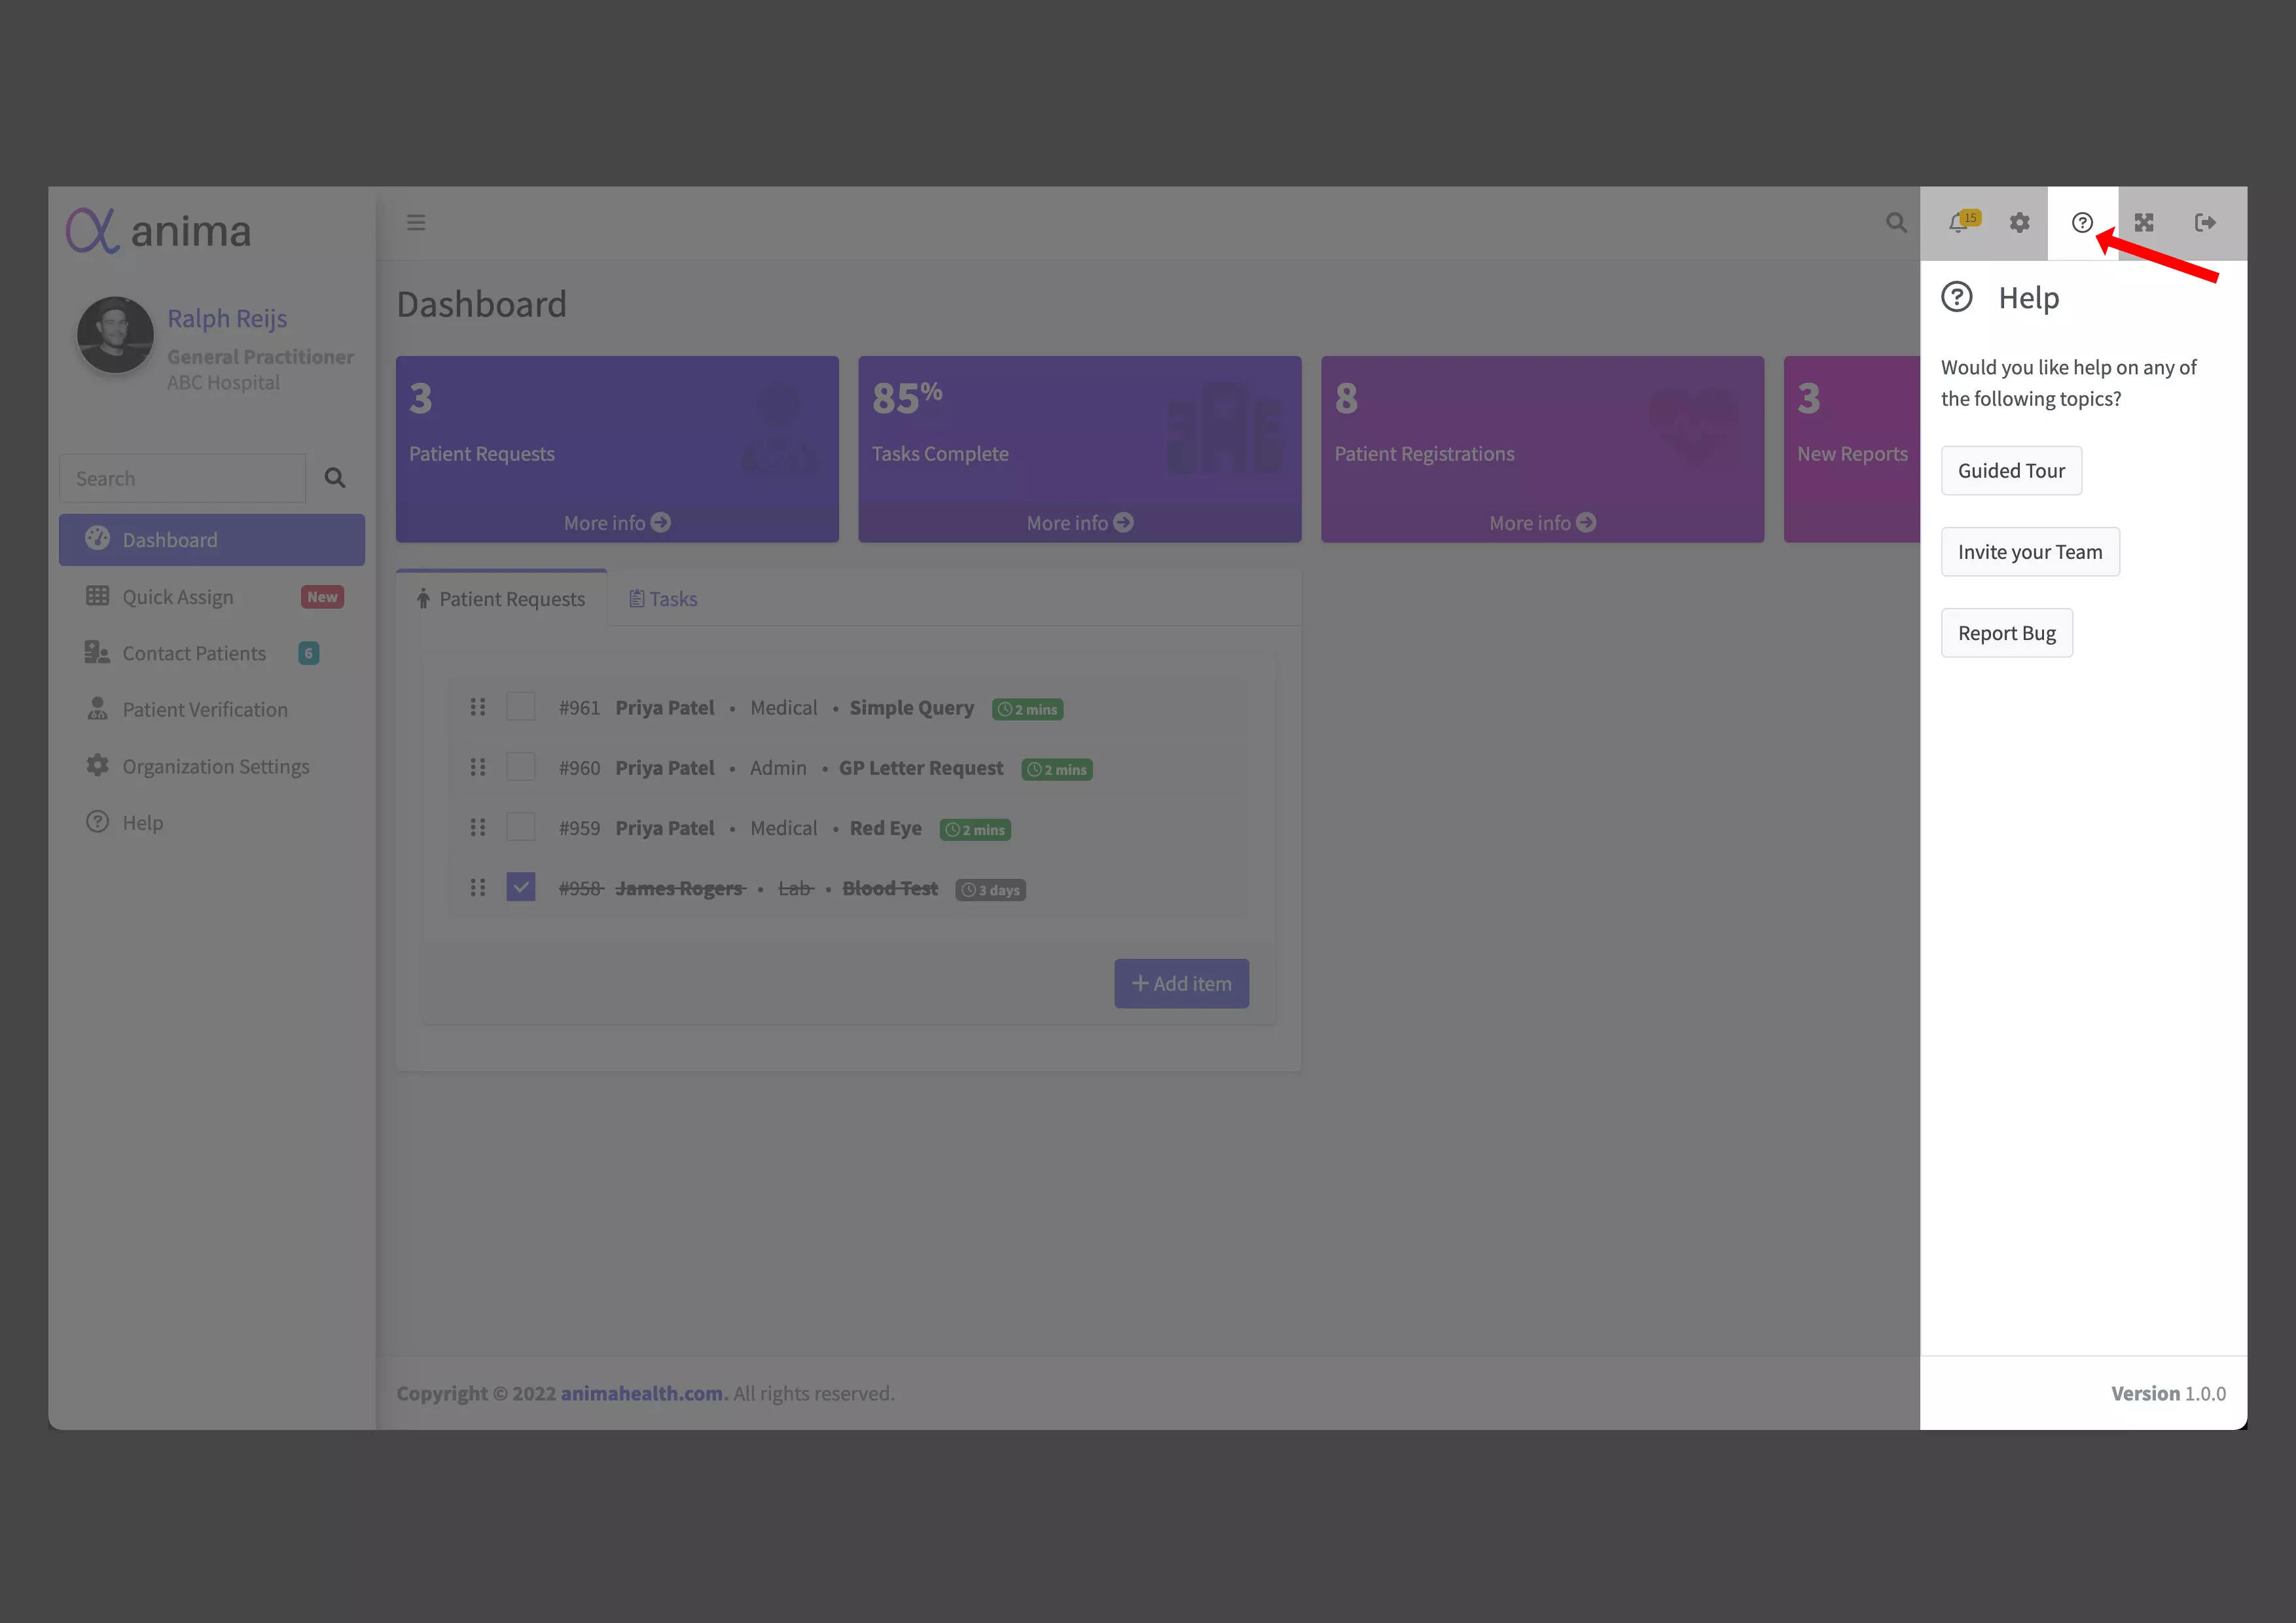 anima
Ralph Reijs
General Practitioner
ABC Hospital
Search
Dashboard
Quick Assign New
Contact Patients 6
Patient Verification
Organization Settings
Help
15
Dashboard
3
Patient Requests
More info
85%
Tasks Complete
More info
8
Patient Registrations
More info
3
New Reports
Patient Requests Tasks
#961 Priya Patel • Medical • Simple Query 2 mins
#960 Priya Patel • Admin • GP Letter Request 2 mins
#959 Priya Patel • Medical • Red Eye 2 mins
#958 James Rogers • Lab • Blood Test 3 days
+ Add item
Help
Would you like help on any of
the following topics?
Guided Tour
Invite your Team
Report Bug
Copyright © 2022 animahealth.com. All rights reserved.
Version 1.0.0